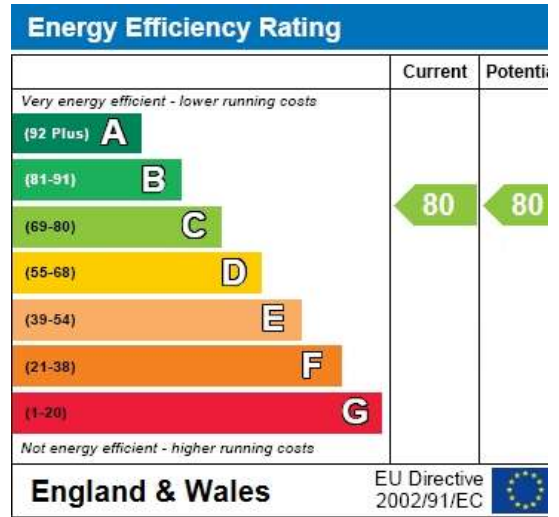 Energy Efficiency Rating
Current Potentia
Very energy efficient - lower running costs
(92 Plus) A
(81-91) B
(69-80) C
80 80
(55-68) D
(39-54) E
(21-38) F
(1-20) G
Not energy efficient - higher running costs
England & Wales
EU Directive
2002/91/EC